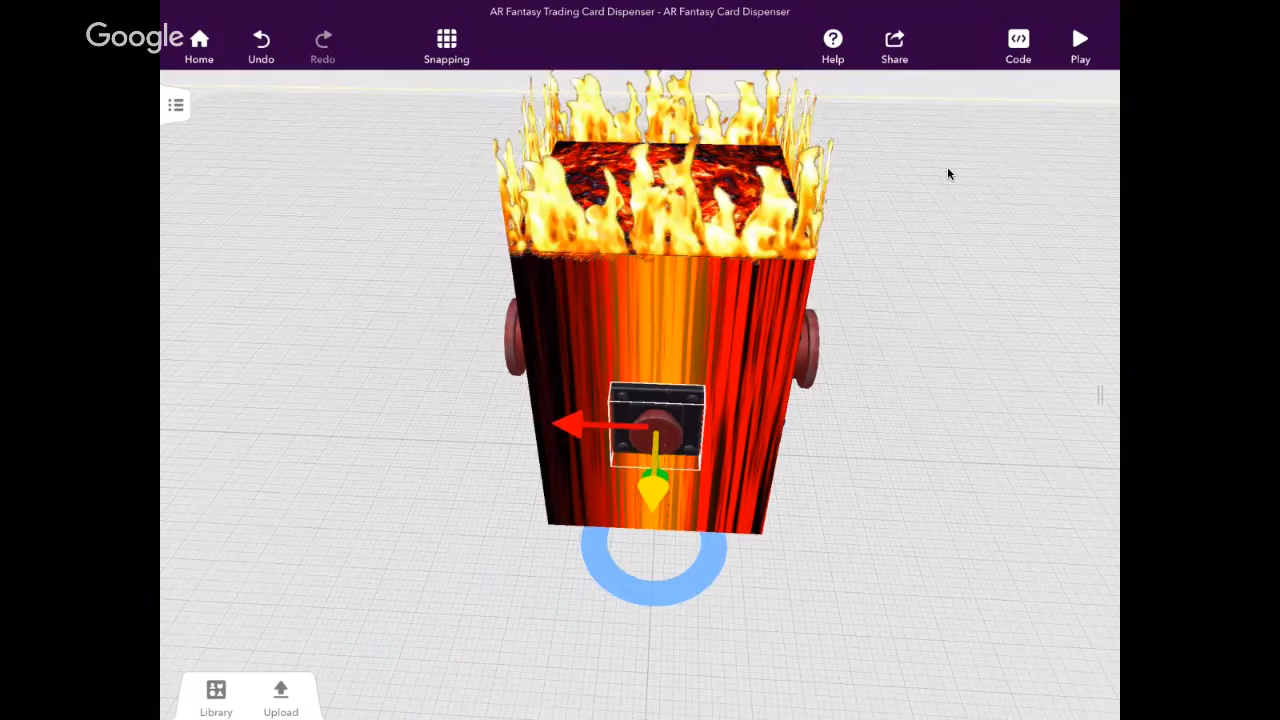 AR Fantasy Trading Card Dispenser - AR Fantasy Card Dispenser
Google
Home
Undo
Redo
Snapping
Help
Share
Code
Play
Library
Upload